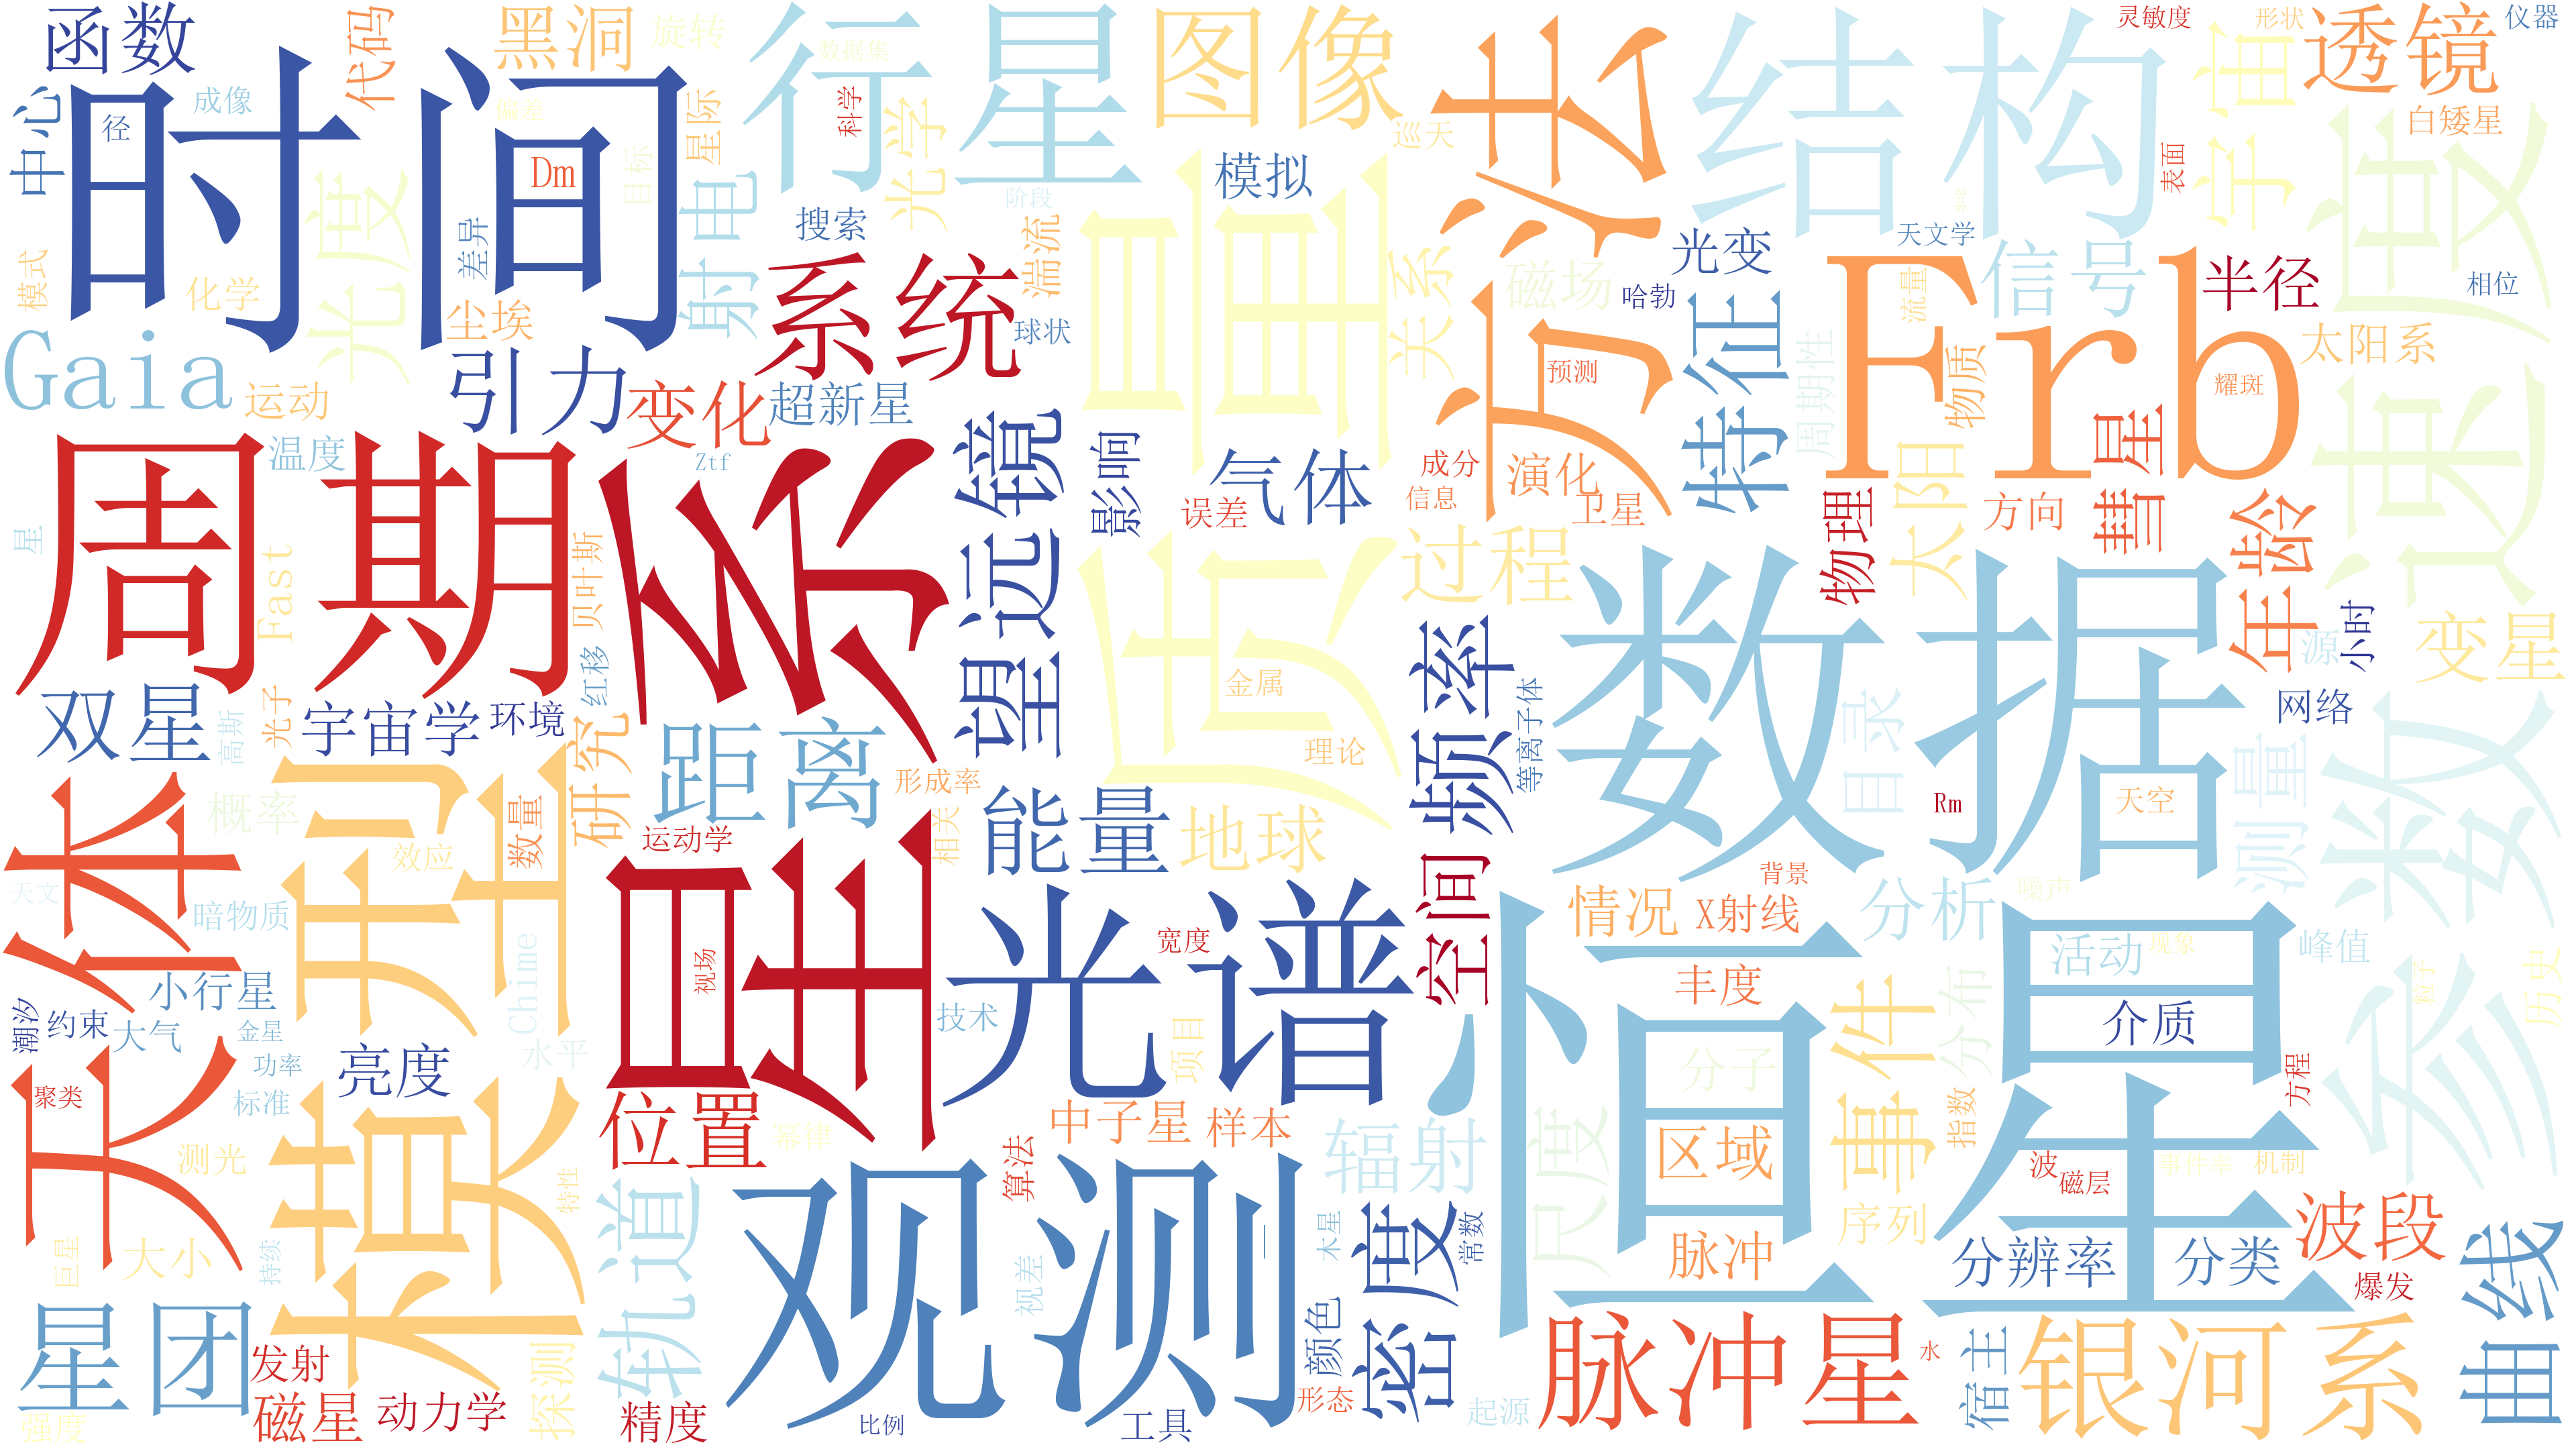 函数
时间
代码
黑洞
旋转
行星
数据集
图像
方法
结构
灵敏度
形状
仪器
宇宙
透镜
中心
径
成像
偏差
Dm
目标
星际
科学
光学
阶段
模拟
巡天
白矮星
表面
速度
光度
差异
射电
搜索
湍流
质量
关系
磁场
光变
哈勃
天文学
信号
流量
半径
相位
模式
化学
尘埃
系统
球状
特征
周期性
Frb
太阳系
Gaia
运动
引力
变化
超新星
望远镜
影响
预测
物质
彗星
耀斑
温度
Ztf
气体
误差
成分
信息
演化
卫星
太阳
方向
年龄
周期
星系
星
Fast
贝叶斯
过程
物理
数据
源
小时
变星
双星
高斯
光子
宇宙学
环境
红移
研究
距离
形成率
金属
理论
频率
等离子体
目录
Rm
天空
测量
网络
参数
天体
概率
模型
效应
数量
运动学
相关
能量
地球
空间
背景
天文
暗物质
视场
光谱
宽度
恒星
情况
X射线
分析
噪声
丰度
活动
现象
峰值
历史
粒子
潮汐
约束
小行星
大气
金星
功率
Chime
水平
技术
项目
分子
事件
分布
介质
聚类
标准
亮度
位置
幂律
中子星
样本
尺度
区域
指数
方程
测光
特性
算法
辐射
波
磁层
事件率
机制
巨星
大小
持续
轨道
观测
一
视差
木星
密度
常数
脉冲
序列
分辨率
分类
波段
爆发
曲线
星团
发射
磁星
动力学
探测
精度
比例
工具
颜色
形态
起源
脉冲星
水
宿主
银河系
强度